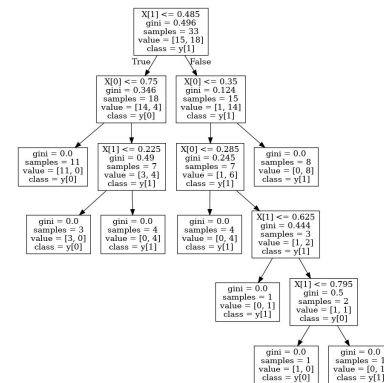 X[1] <= 0.485
gini = 0.496
samples = 33
value = [15, 18]
class = y[1]
True
False
X[0] <= 0.75
gini = 0.346
samples = 18
value = [14, 4]
class = y[0]
X[0] <= 0.35
gini = 0.124
samples = 15
value = [1, 14]
class = y[1]
gini = 0.0
samples = 11
value = [11, 0]
class = y[0]
X[1] <= 0.225
gini = 0.49
samples = 7
value = [3, 4]
class = y[1]
X[0] <= 0.285
gini = 0.245
samples = 7
value = [1, 6]
class = y[1]
gini = 0.0
samples = 8
value = [0, 8]
class = y[1]
gini = 0.0
samples = 3
value = [3, 0]
class = y[0]
gini = 0.0
samples = 4
value = [0, 4]
class = y[1]
gini = 0.0
samples = 4
value = [0, 4]
class = y[1]
X[1] <= 0.625
gini = 0.444
samples = 3
value = [1, 2]
class = y[1]
gini = 0.0
samples = 1
value = [0, 1]
class = y[1]
X[1] <= 0.795
gini = 0.5
samples = 2
value = [1, 1]
class = y[0]
gini = 0.0
samples = 1
value = [1, 0]
class = y[0]
gini = 0.0
samples = 1
value = [0, 1
class = y[1]